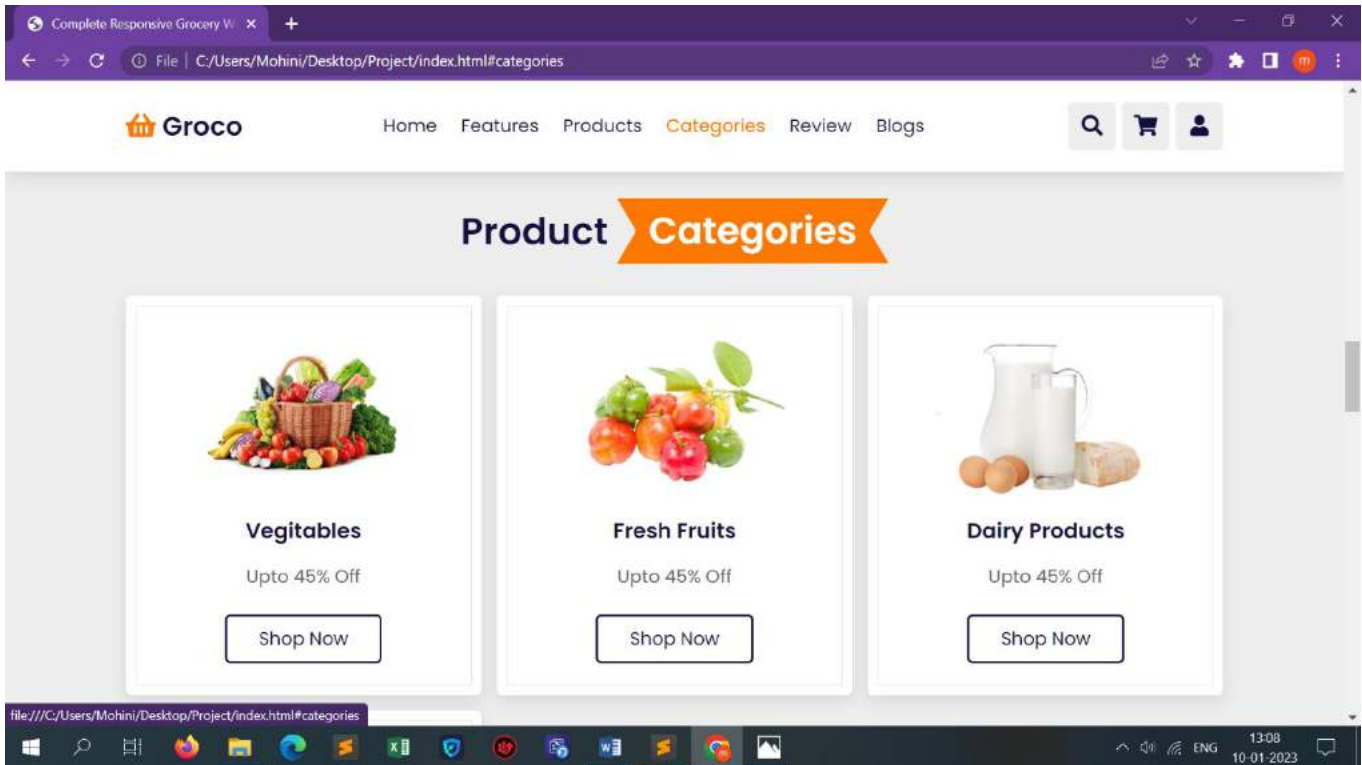 Complete Responsive Grocery W
File | C:/Users/Mohini/Desktop/Project/index.html#categories
m
Groco
Home Features Products Categories Review Blogs
Product Categories
Vegitables Fresh Fruits Dairy Products
Upto 45% Off Upto 45% Off Upto 45% Off
Shop Now Shop Now Shop Now
file:///C:/Users/Mohini/Desktop/Project/index.html#categories
ENG
13:08
10-01-2023